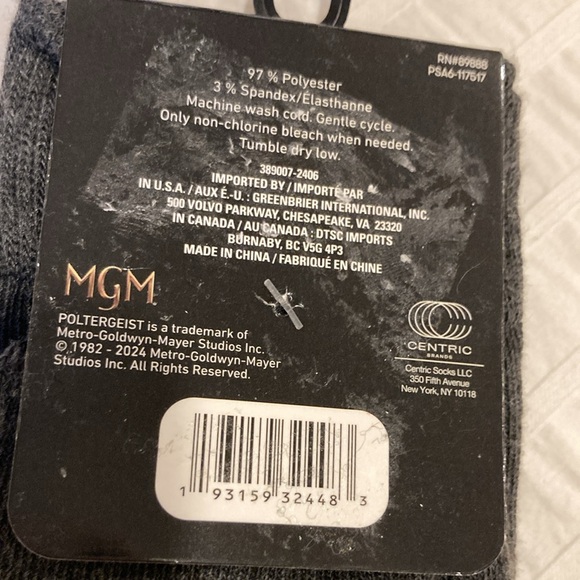 RN#89888
PSA6-117517
97 % Polyester
3 % Spandex/Elasthanne
Machine wash cold. Gentle cycle.
Only non-chlorine bleach when needed.
Tumble dry low.
389007-2406
IMPORTED BY / IMPORTÉ PAR
IN U.S.A. / AUX É.-U. : GREENBRIER INTERNATIONAL, INC.
500 VOLVO PARKWAY, CHESAPEAKE, VA 23320
IN CANADA / AU CANADA : DTSC IMPORTS
BURNABY, BC V5G 4P3
MADE IN CHINA / FABRIQUÉ EN CHINE
MGM
POLTERGEIST is a trademark of
Metro-Goldwyn-Mayer Studios Inc.
© 1982 - 2024 Metro-Goldwyn-Mayer
Studios Inc. All Rights Reserved.
CENTRIC
BRANDS
Centric Socks LLC
350 Fifth Avenue
New York, NY 10118
1 93159 32448 3